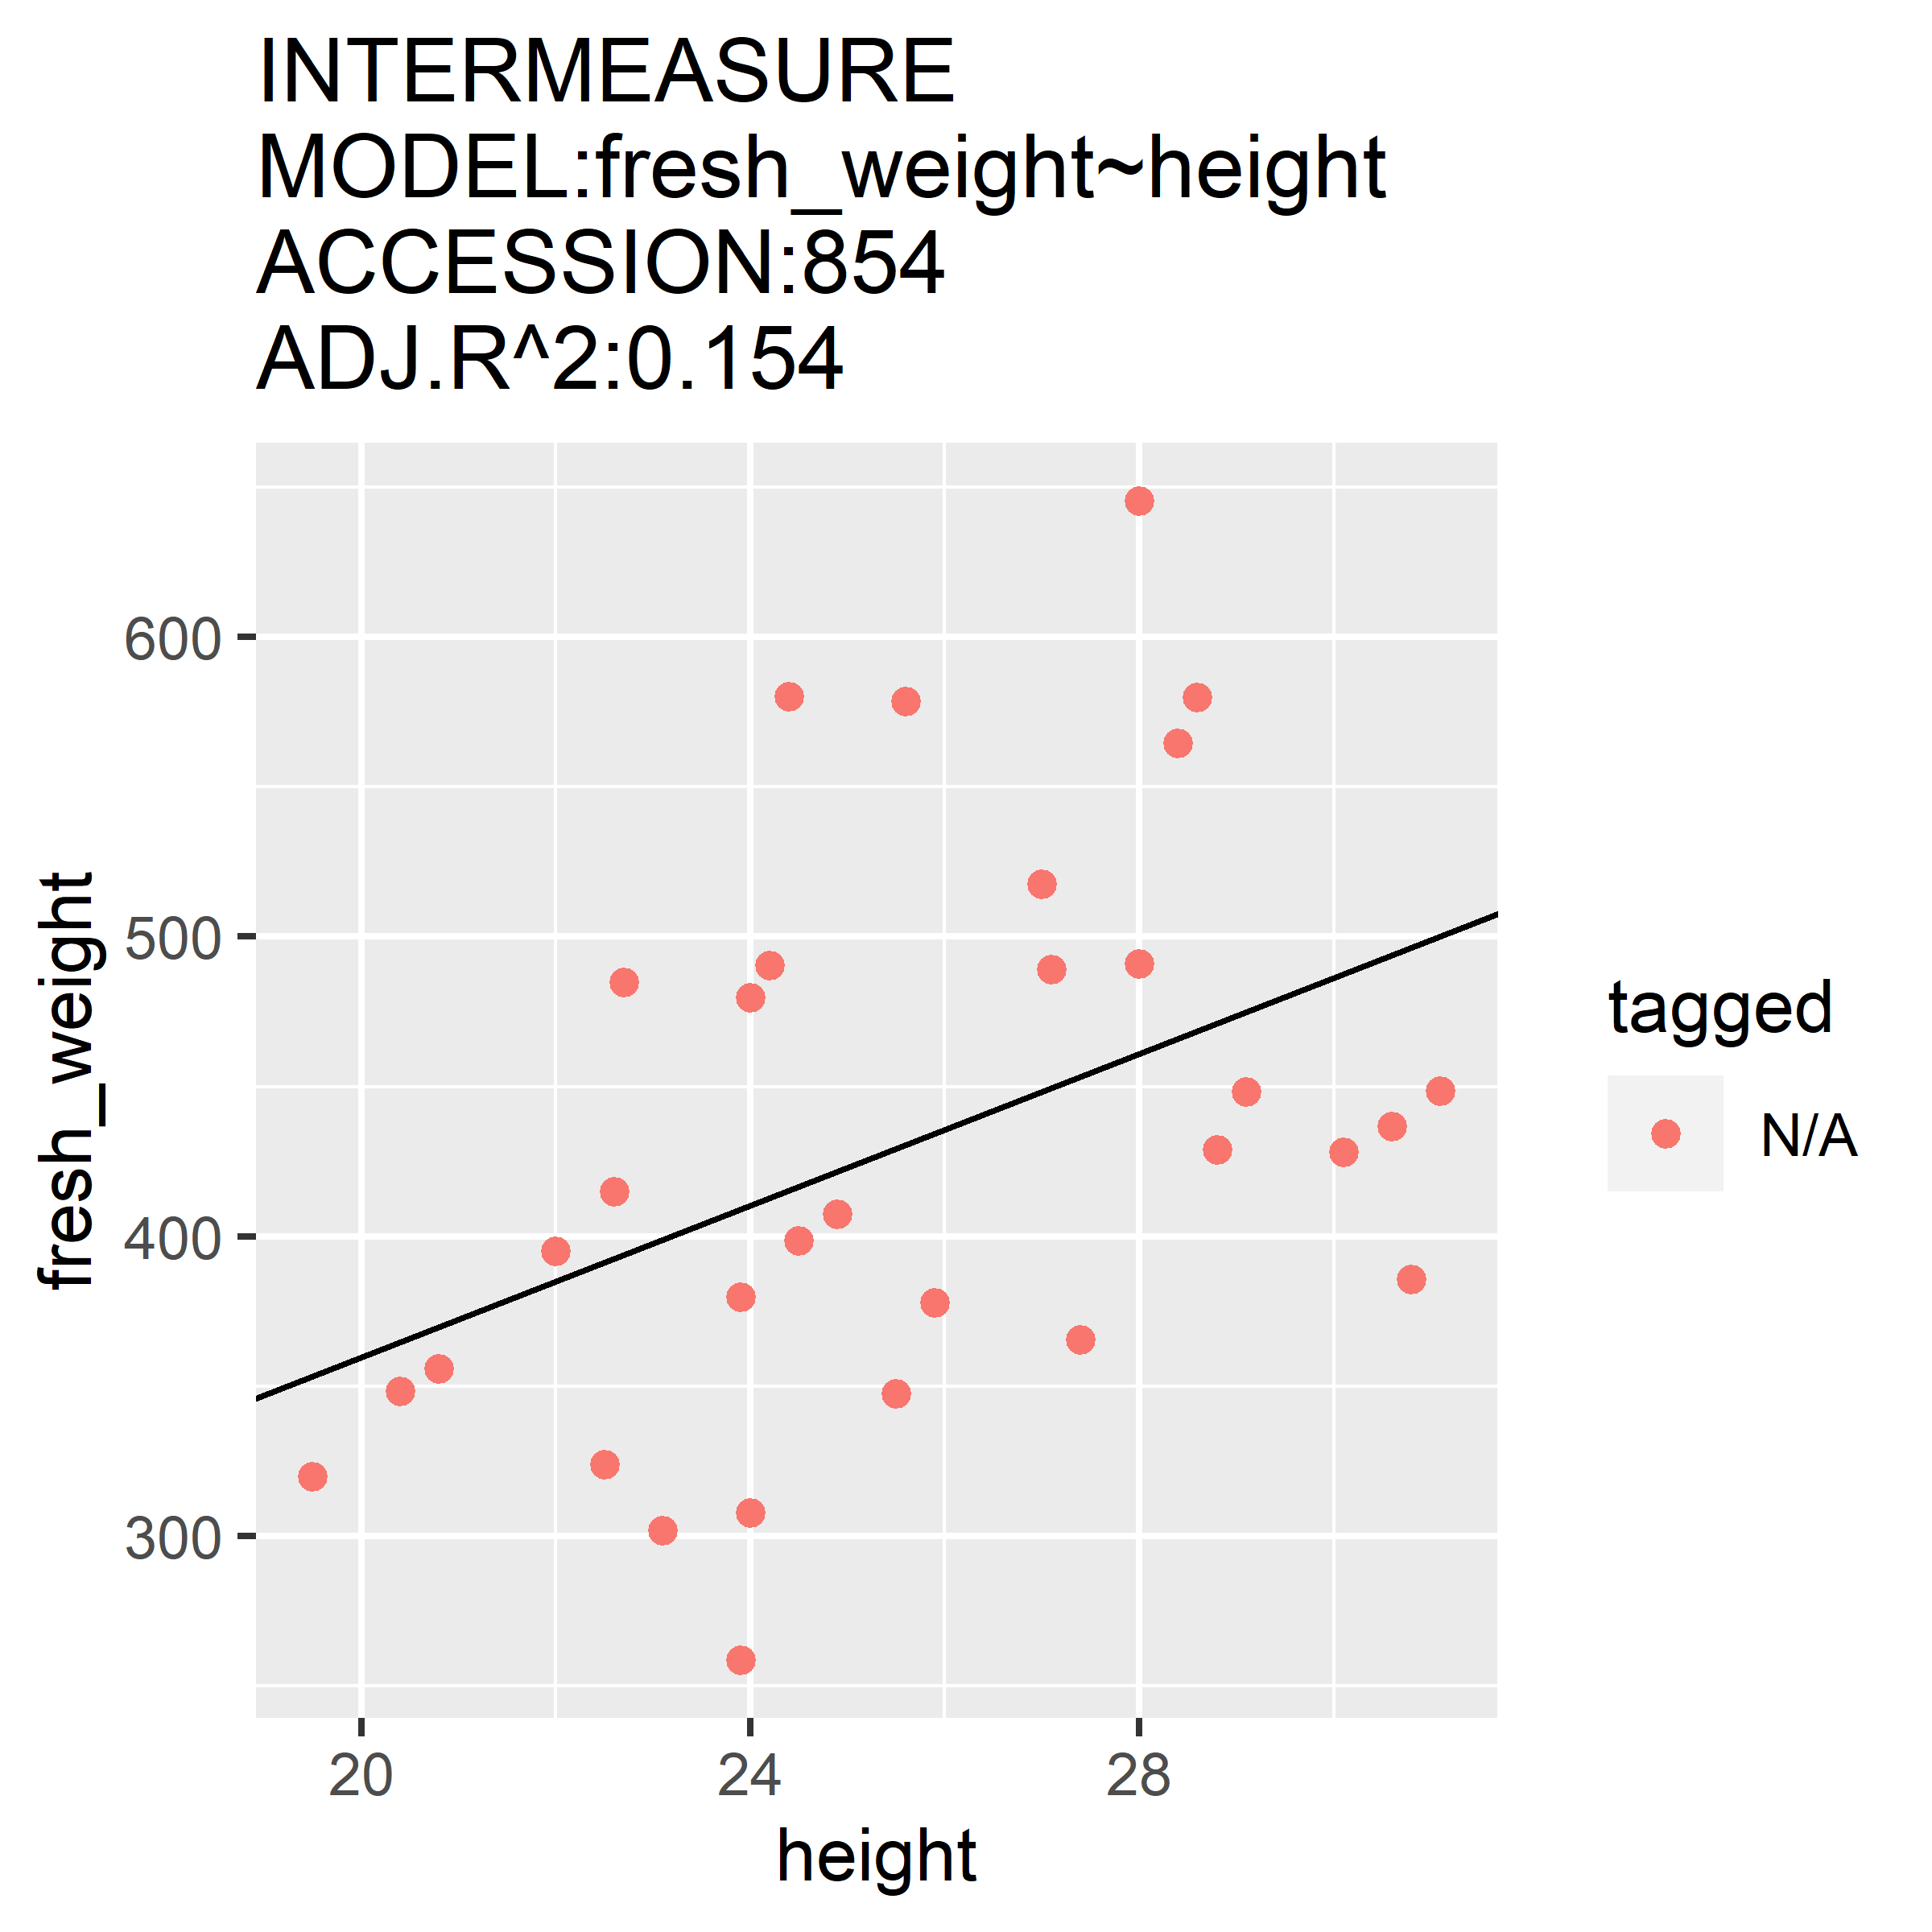 INTERMEASURE
MODEL:fresh_weight~height
ACCESSION:854
ADJ.R^2:0.154
600
500
400
300
fresh_weight
20 24 28
height
tagged
N/A